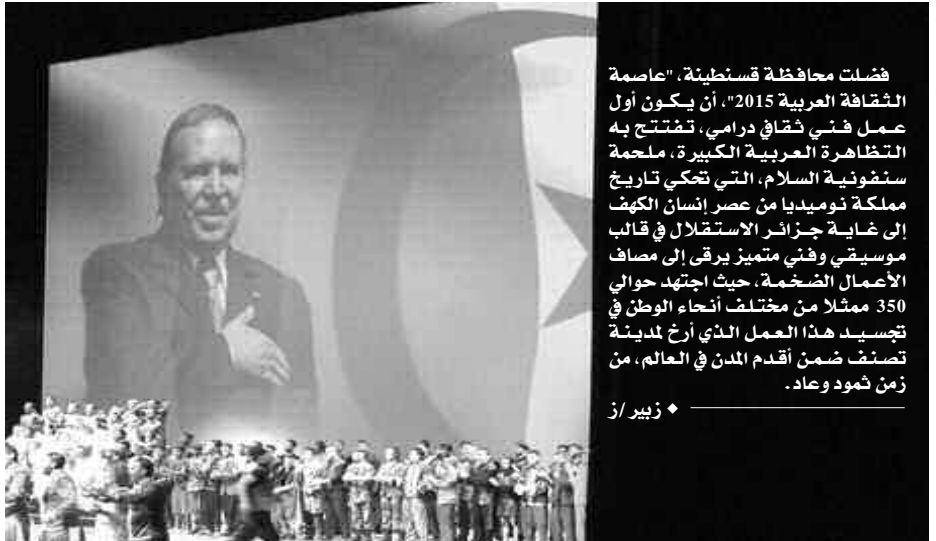 فضلت محافظة قسنطينة، "عاصمة
الثقافة العربية 2015"، أن يكون أول
عمل فني ثقافي درامي، تفتتح به
التظاهرة العربية الكبيرة، ملحمة
سنفونية السلام، التي تحكي تاريخ
مملكة نوميديا من عصر إنسان الكهف
إلى غاية جزائر الاستقلال في قالب
موسيقي وفني متميز يرقى إلى مصاف
الأعمال الضخمة، حيث اجتهد حوالي
350 ممثلا من مختلف أنحاء الوطن في
تجسيد هذا العمل الذي أرخ لمدينة
تصنف ضمن أقدم المدن في العالم، من
زمن ثمود وعاد.
◆ زبير /ز